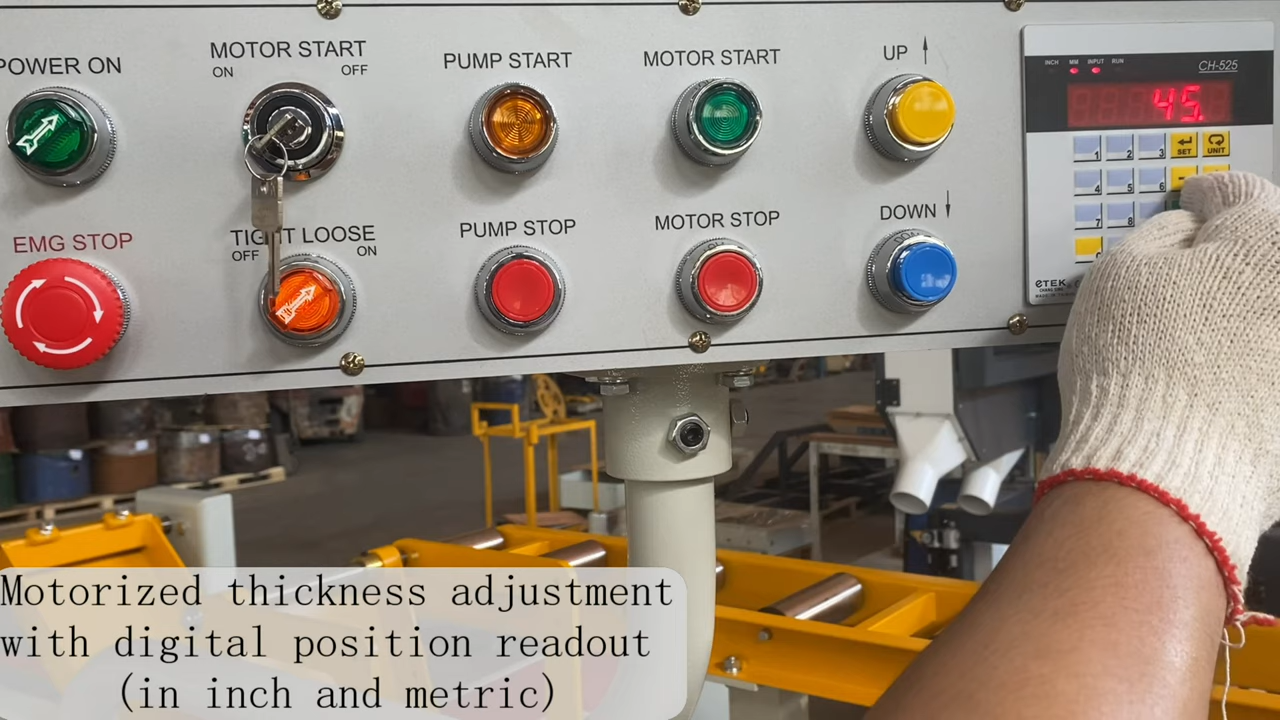 POWER ON
MOTOR START
ON OFF
PUMP START
MOTOR START
UP
EMG STOP
TIGHT LOOSE
OFF ON
PUMP STOP
MOTOR STOP
DOWN
INCH MM INPUT RUN
CH-525
45.
1 2 3 SET UNIT
4 5 6
7 8
ETEK
Motorized thickness adjustment
with digital position readout
(in inch and metric)